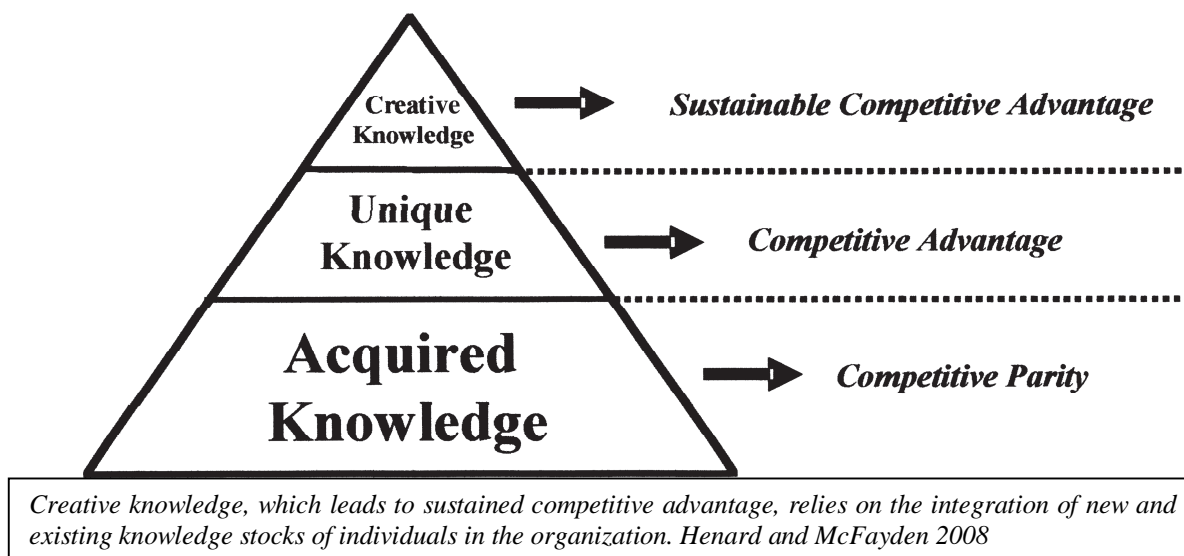 Creative
Knowledge
Sustainable Competitive Advantage
Unique
Knowledge
Competitive Advantage
Acquired
Knowledge
Competitive Parity
Creative knowledge, which leads to sustained competitive advantage, relies on the integration of new and
existing knowledge stocks of individuals in the organization. Henard and McFayden 2008